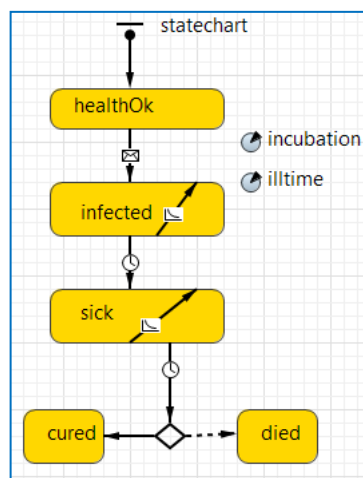 statechart
healthOk
incubation
illtime
infected
sick
cured
died